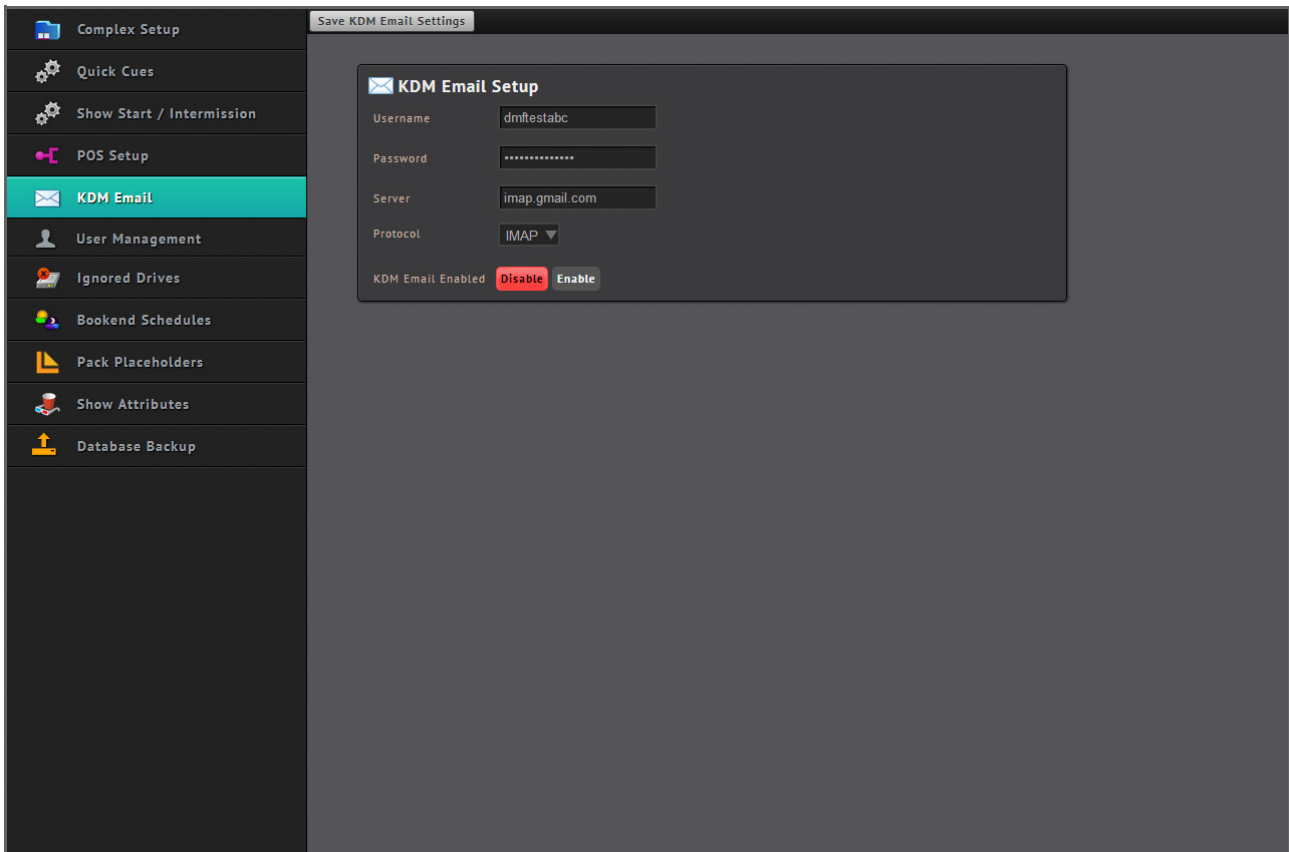 Complex Setup
Quick Cues
Show Start / Intermission
POS Setup
KDM Email
User Management
Ignored Drives
Bookend Schedules
Pack Placeholders
Show Attributes
Database Backup
Save KDM Email Settings
KDM Email Setup
Username dmftestabc
Password ••••••••••••••
Server imap.gmail.com
Protocol IMAP
KDM Email Enabled Disable Enable